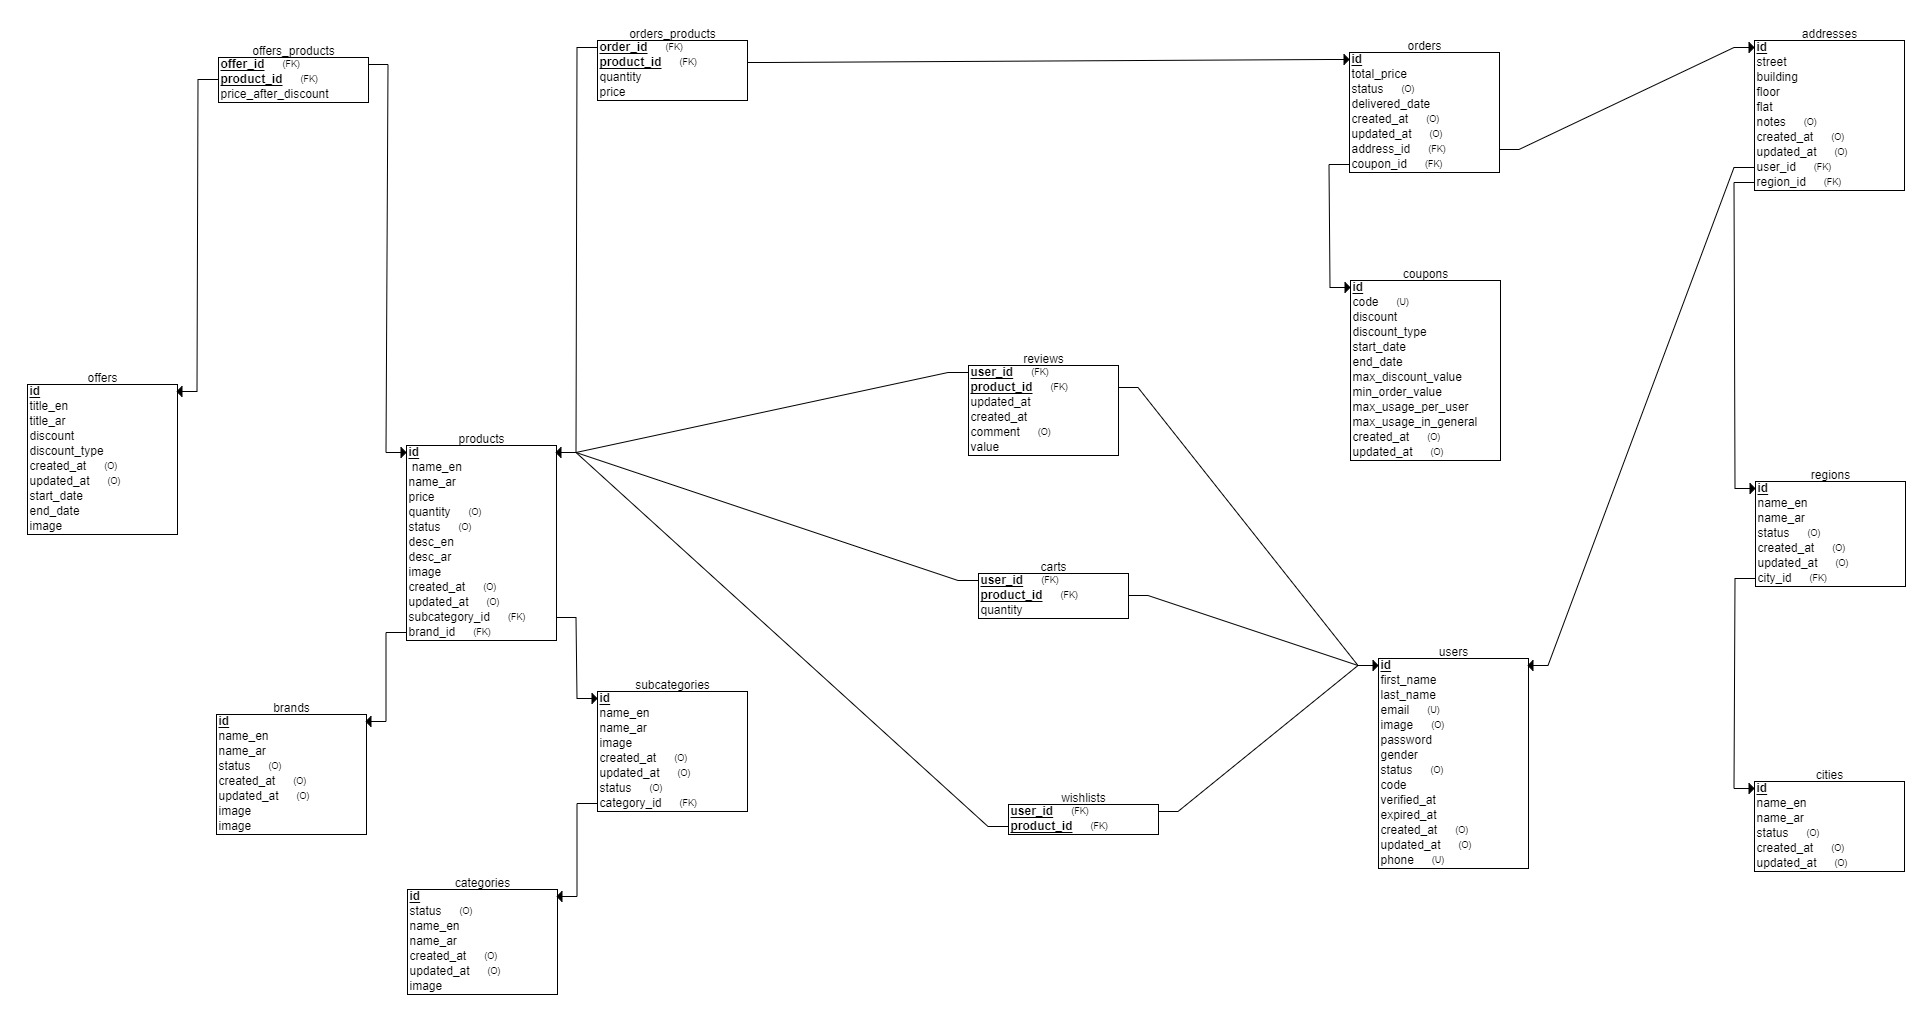 offers_products
offer_id (FK)
product_id (FK)
price_after_discount
orders_products
order_id (FK)
product_id (FK)
quantity
price
orders
id
total_price
status (O)
delivered_date
created_at (O)
updated_at (O)
address_id (FK)
coupon_id (FK)
addresses
id
street
building
floor
flat
notes (O)
created_at (O)
updated_at (O)
user_id (FK)
region_id (FK)
coupons
id
code (U)
discount
discount_type
start_date
end_date
max_discount_value
min_order_value
max_usage_per_user
max_usage_in_general
created_at (O)
updated_at (O)
reviews
user_id (FK)
product_id (FK)
updated_at
created_at
comment (O)
value
offers
id
title_en
title_ar
discount
discount_type
created_at (O)
updated_at (O)
start_date
end_date
image
products
id
name_en
name_ar
price
quantity (O)
status (O)
desc_en
desc_ar
image
created_at (O)
updated_at (O)
subcategory_id (FK)
brand_id (FK)
regions
id
name_en
name_ar
status (O)
created_at (O)
updated_at (O)
city_id (FK)
carts
user_id (FK)
product_id (FK)
quantity
users
id
first_name
last_name
email (U)
image (O)
password
gender
status (O)
code
verified_at
expired_at
created_at (O)
updated_at (O)
phone (U)
subcategories
id
name_en
name_ar
image
created_at (O)
updated_at (O)
status (O)
category_id (FK)
brands
id
name_en
name_ar
status (O)
created_at (O)
updated_at (O)
image
image
cities
id
name_en
name_ar
status (O)
created_at (O)
updated_at (O)
wishlists
user_id (FK)
product_id (FK)
categories
id
status (O)
name_en
name_ar
created_at (O)
updated_at (O)
image